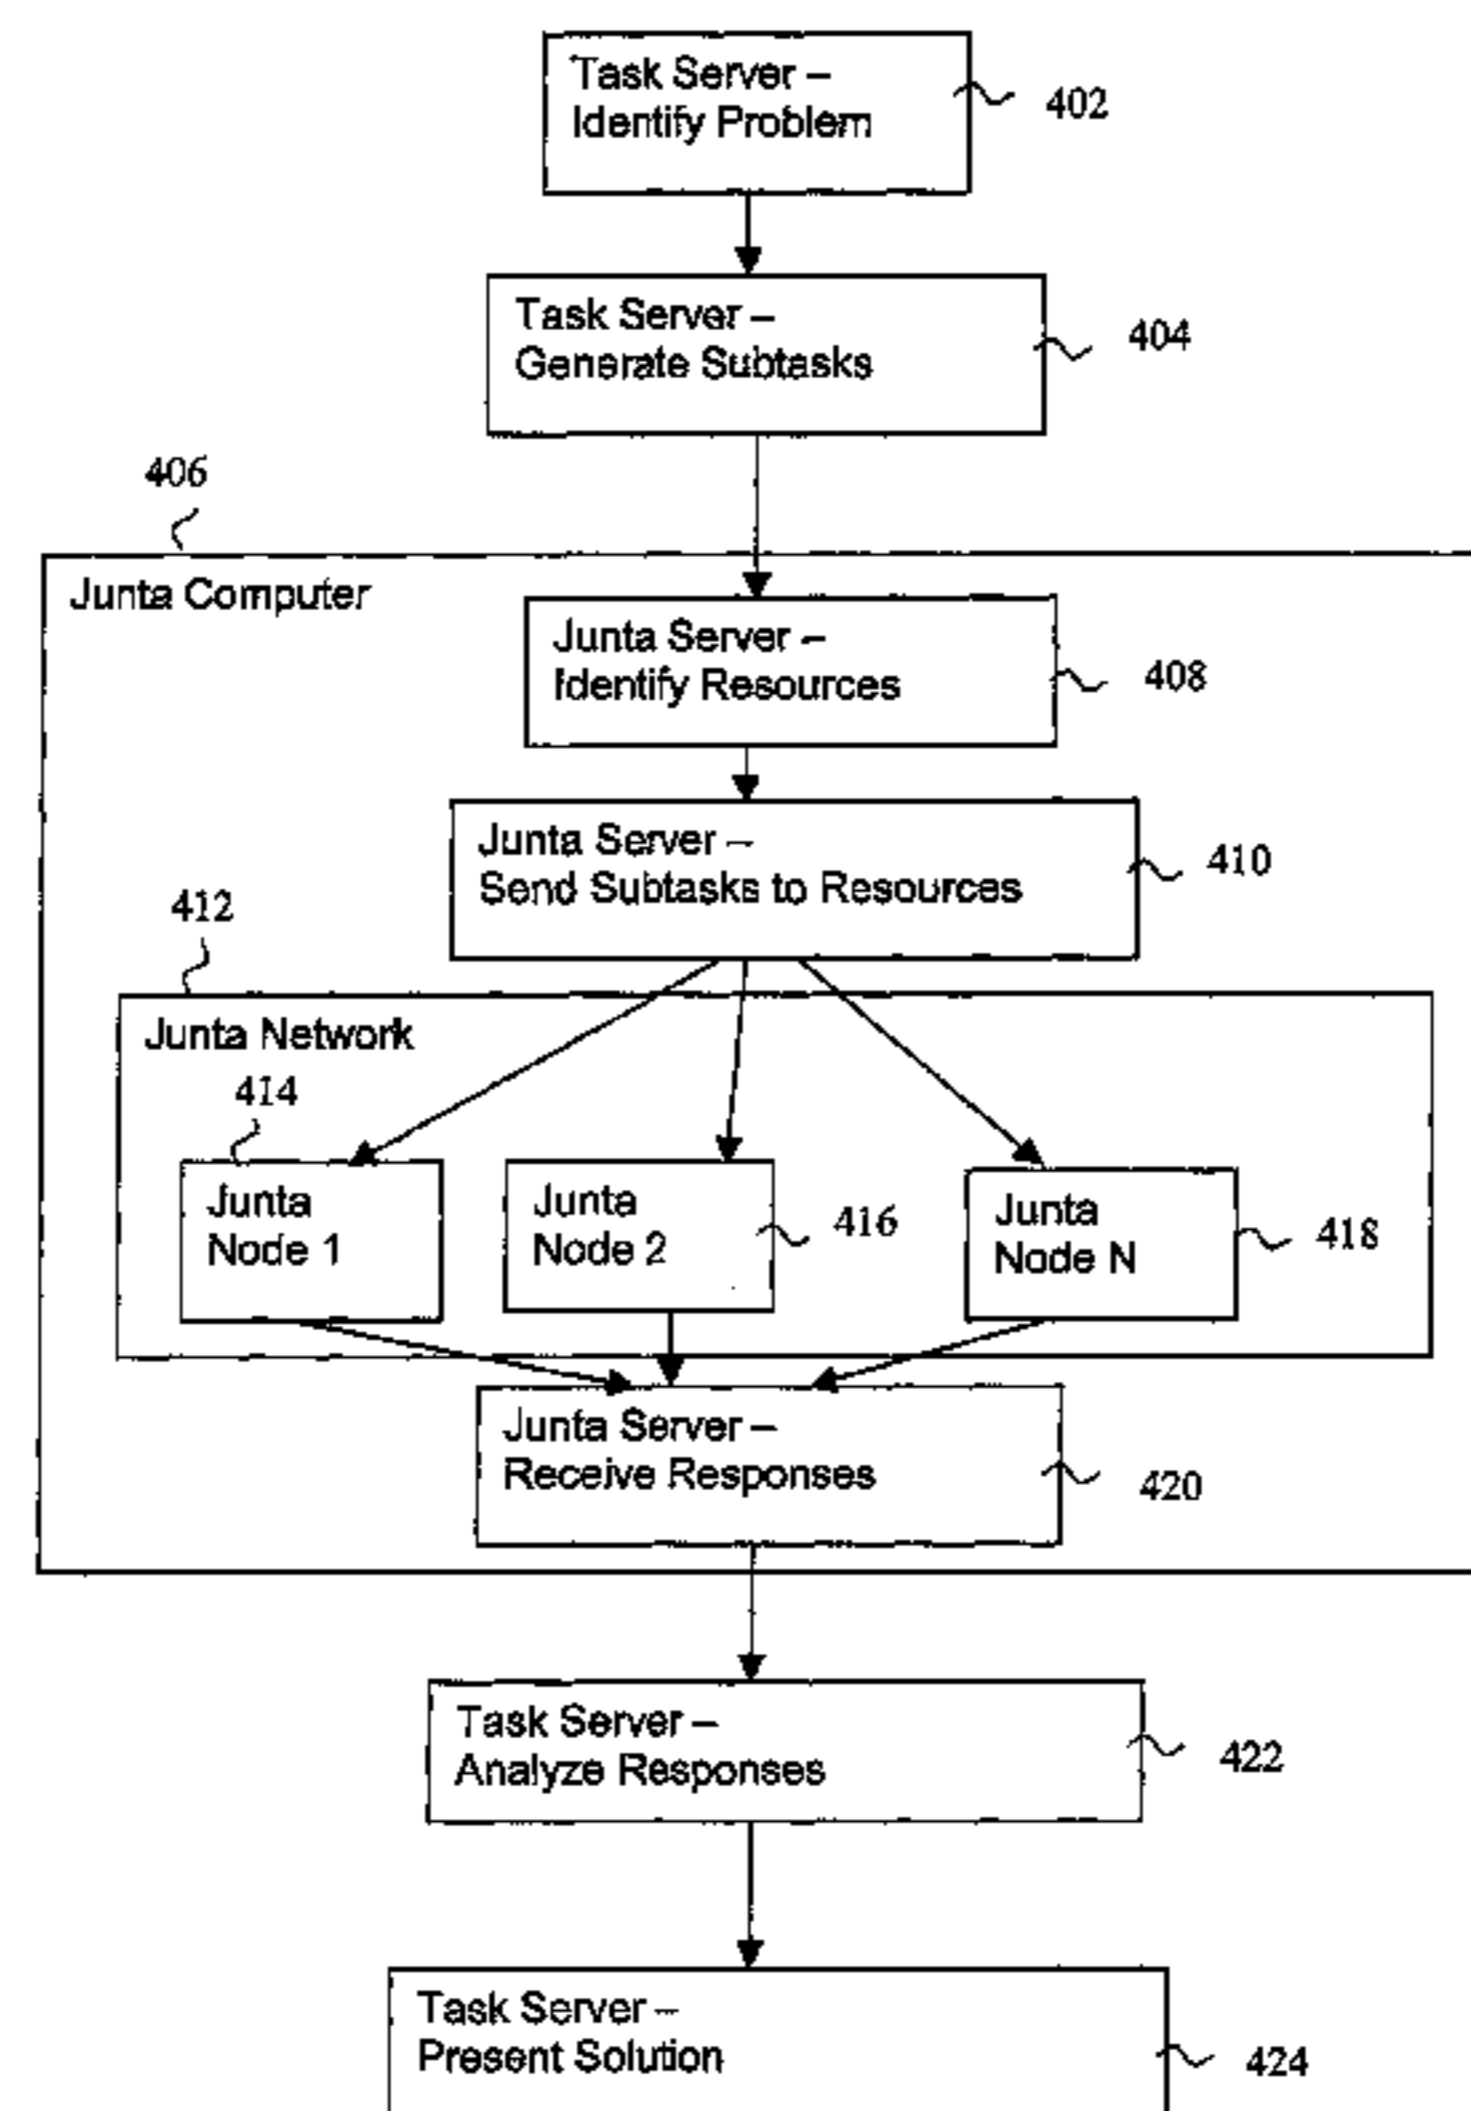 Task Server –
Identify Problem
402
Task Server –
Generate Subtasks
404
406
Junta Computer
Junta Server –
Identify Resources
408
Junta Server –
Send Subtasks to Resources
410
412
Junta Network
414
Junta
Node 1
Junta
Node 2
416
Junta
Node N
418
Junta Server –
Receive Responses
420
Task Server –
Analyze Responses
422
Task Server –
Present Solution
424